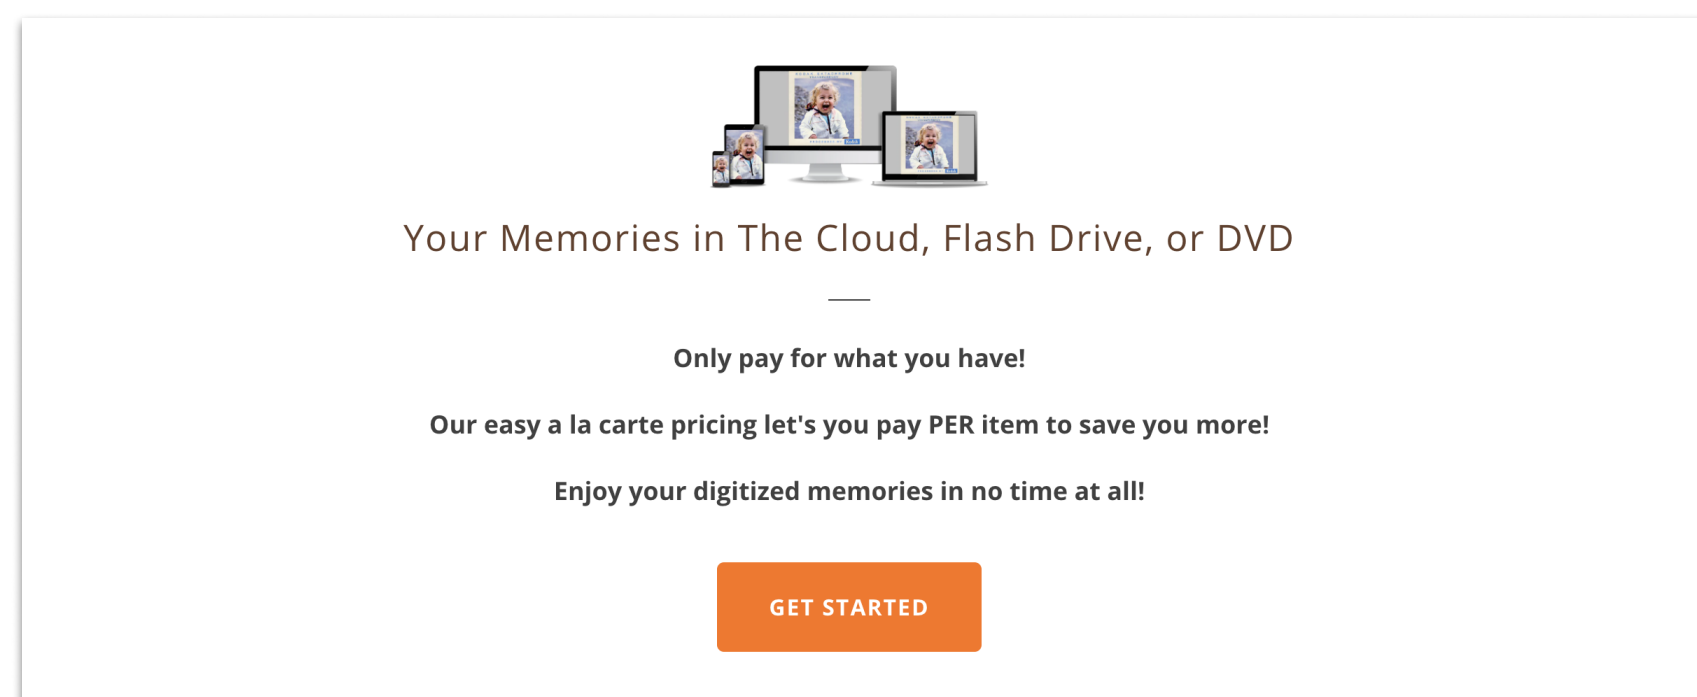 Your Memories in The Cloud, Flash Drive, or DVD
Only pay for what you have!
Our easy a la carte pricing let's you pay PER item to save you more!
Enjoy your digitized memories in no time at all!
GET STARTED